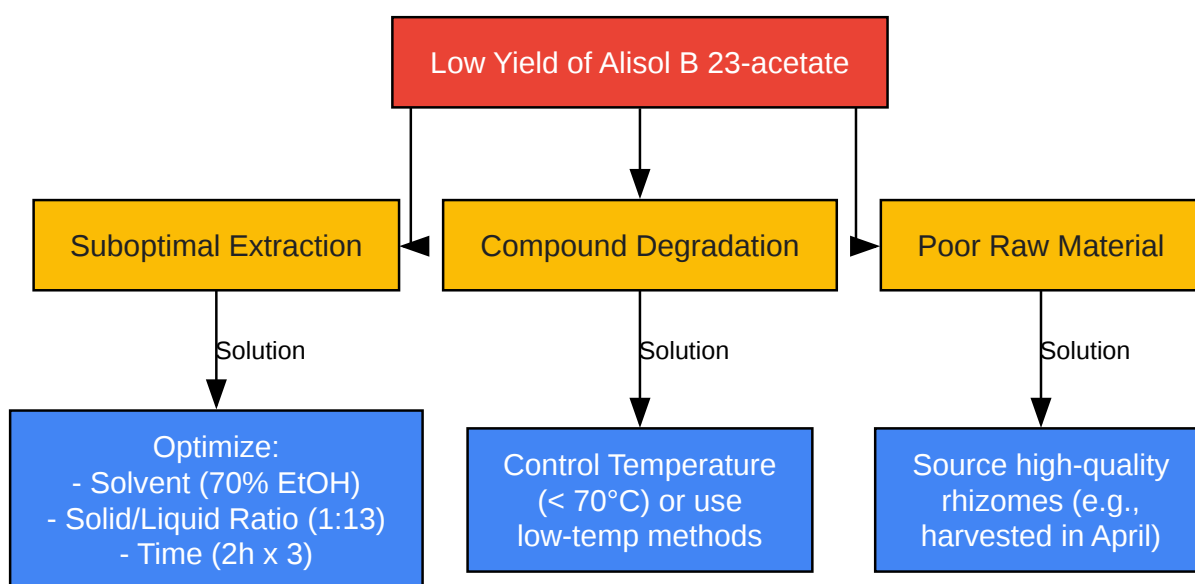 Low Yield of Alisol B 23-acetate
Suboptimal Extraction
Compound Degradation
Poor Raw Material
Solution
Solution
Solution
Optimize:
- Solvent (70% EtOH)
- Solid/Liquid Ratio (1:13)
- Time (2h x 3)
Control Temperature
(< 70°C) or use
low-temp methods
Source high-quality
rhizomes (e.g.,
harvested in April)